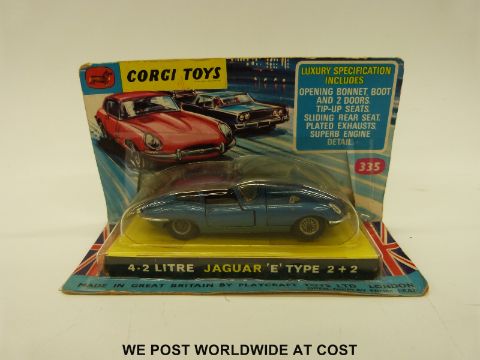 CORGI TOYS
LUXURY SPECIFICATION
INCLUDES
OPENING BONNET, BOOT
AND 2 DOORS.
TIP-UP SEATS.
SLIDING REAR SEAT.
PLATED EXHAUSTS.
SUPERB ENGINE
DETAIL.
335
4·2 LITRE JAGUAR 'E' TYPE 2+2
MADE IN GREAT BRITAIN BY PLAYCRAFT TOYS LTD. LONDON
WE POST WORLDWIDE AT COST